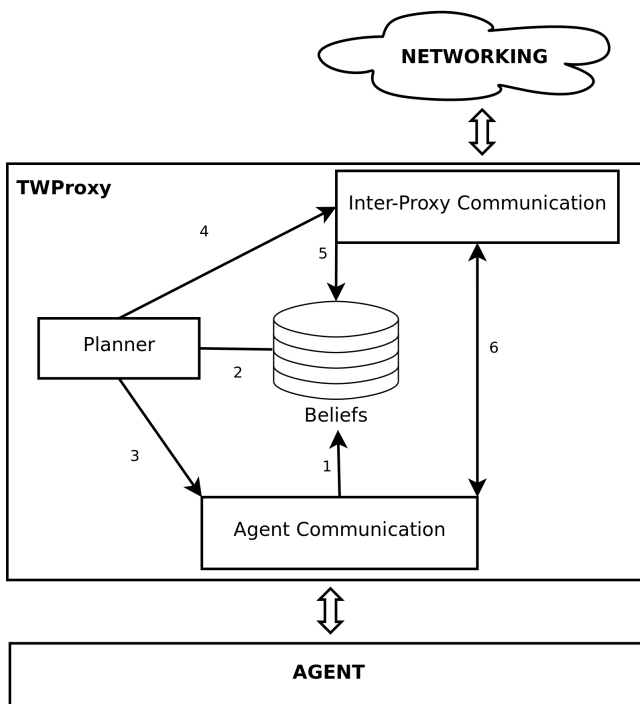 NETWORKING
TWProxy
Inter-Proxy Communication
4
5
Planner
2
6
Beliefs
3
1
Agent Communication
AGENT